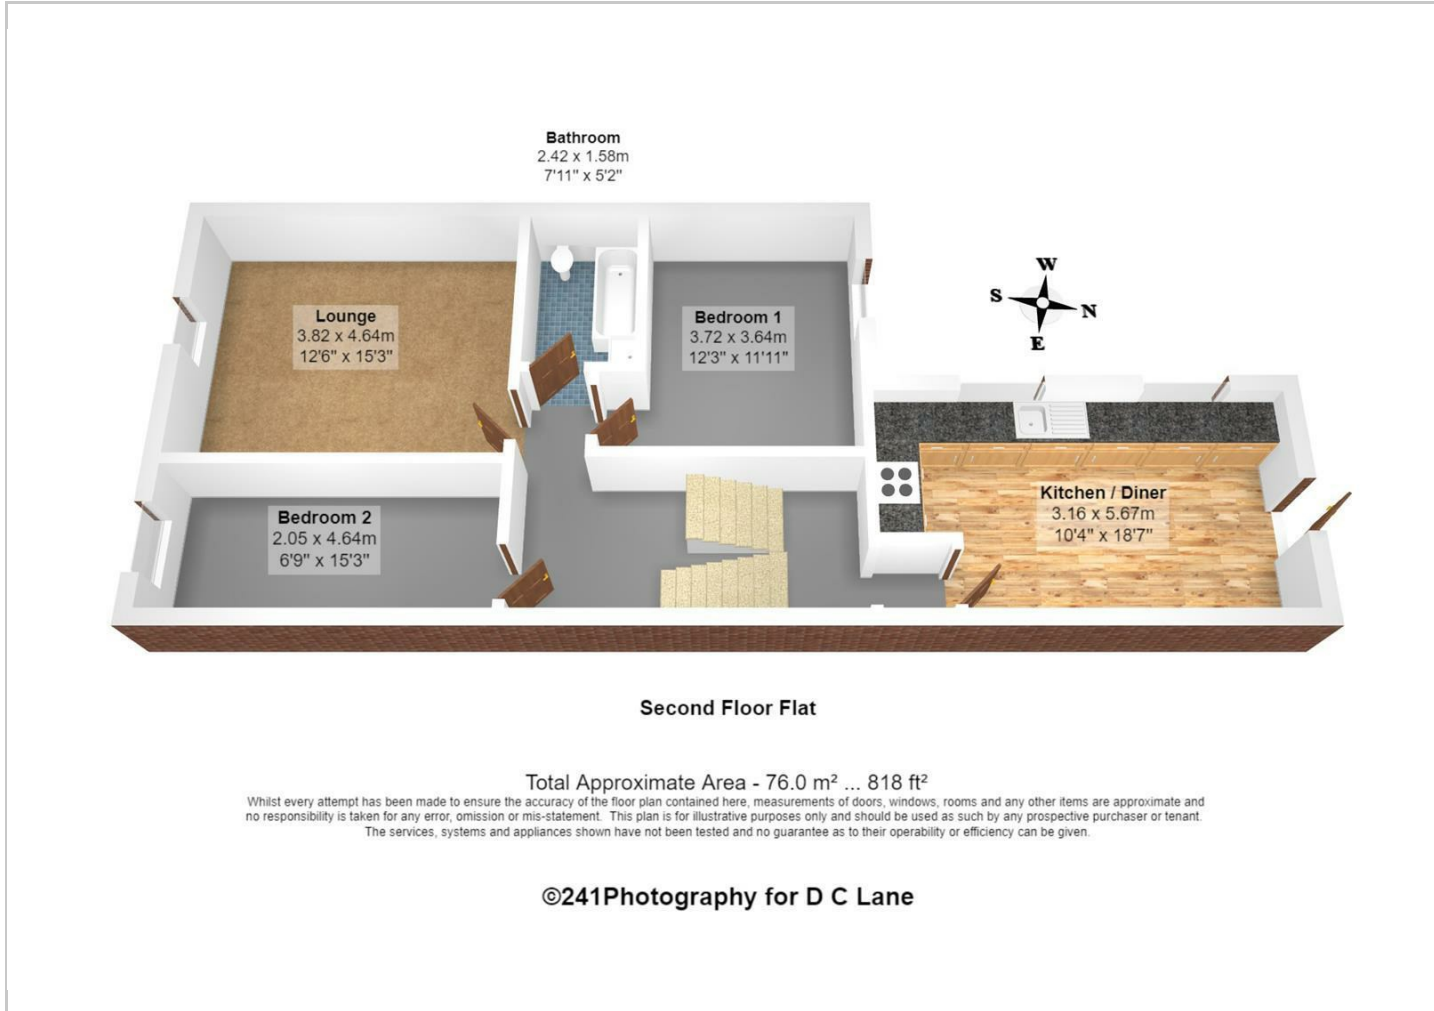 Bathroom
2.42 x 1.58m
7'11" x 5'2"
Lounge
3.82 x 4.64m
12'6" x 15'3"
Bedroom 1
3.72 x 3.64m
12'3" x 11'11"
W
S
N
E
Bedroom 2
2.05 x 4.64m
6'9" x 15'3"
Kitchen / Diner
3.16 x 5.67m
10'4" x 18'7"
Second Floor Flat
Total Approximate Area - 76.0 m² ... 818 ft²
Whilst every attempt has been made to ensure the accuracy of the floor plan contained here, measurements of doors, windows, rooms and any other items are approximate and
no responsibility is taken for any error, omission or mis-statement. This plan is for illustrative purposes only and should be used as such by any prospective purchaser or tenant.
The services, systems and appliances shown have not been tested and no guarantee as to their operability or efficiency can be given.
©241Photography for D C Lane